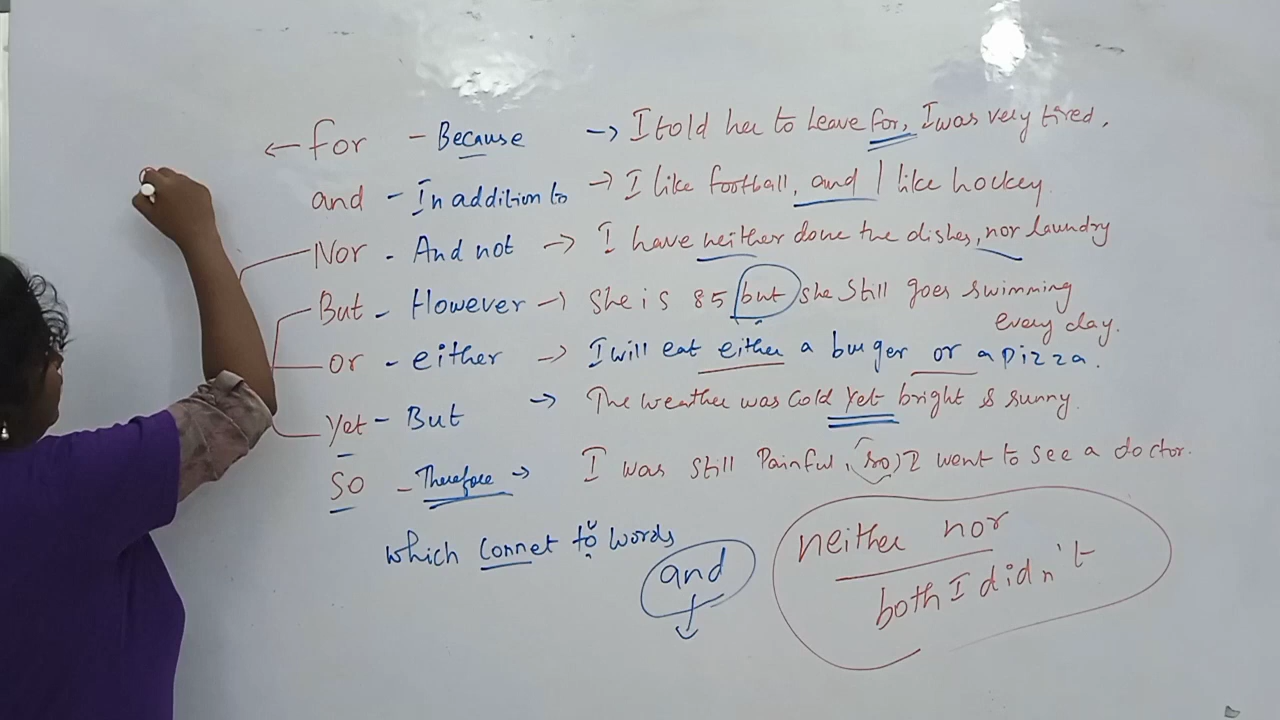 ← for - Because → I told her to leave for, I was very tired.
and - In addition to → I like football, and I like hockey.
Nor - And not → I have neither done the dishes, nor laundry
But - However → She is 85 but she still goes swimming
every day.
or - either → I will eat either a burger or a pizza.
Yet - But → The weather was cold yet bright & sunny.
SO - Therefore → I was still Painful, (so) I went to see a doctor.
which connet to words
and
neither nor
both I didn't